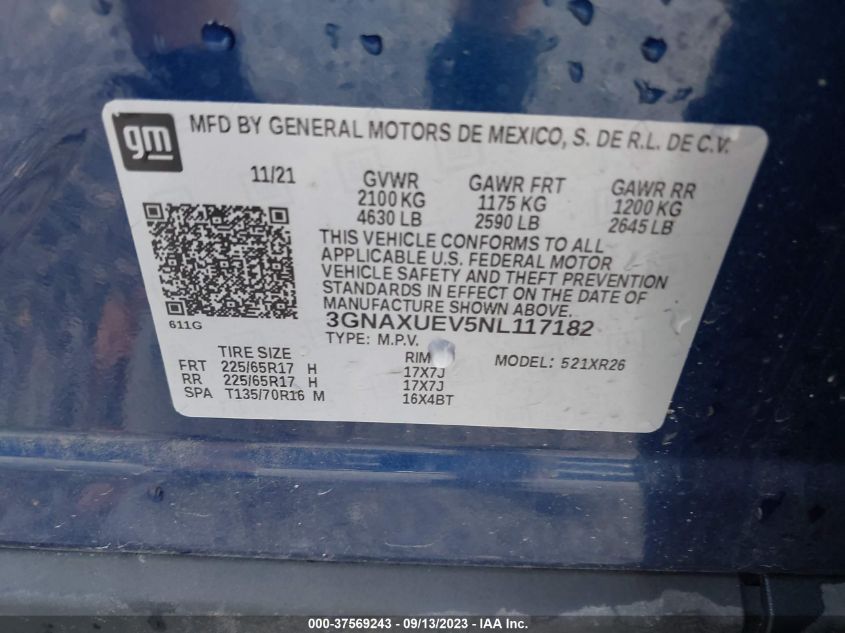 gm
MFD BY GENERAL MOTORS DE MEXICO, S. DE R.L. DE C.V.
11/21 GVWR GAWR FRT GAWR RR
2100 KG 1175 KG 1200 KG
4630 LB 2590 LB 2645 LB
THIS VEHICLE CONFORMS TO ALL
APPLICABLE U.S. FEDERAL MOTOR
VEHICLE SAFETY AND THEFT PREVENTION
STANDARDS IN EFFECT ON THE DATE OF
MANUFACTURE SHOWN ABOVE.
611G 3GNAXUEV5NL117182
TYPE: M.P.V. MODEL: 521XR26
TIRE SIZE RIM
FRT 225/65R17 H 17X7J
RR 225/65R17 H 17X7J
SPA T135/70R16 M 16X4BT
000-37569243 - 09/13/2023 - IAAI.com.